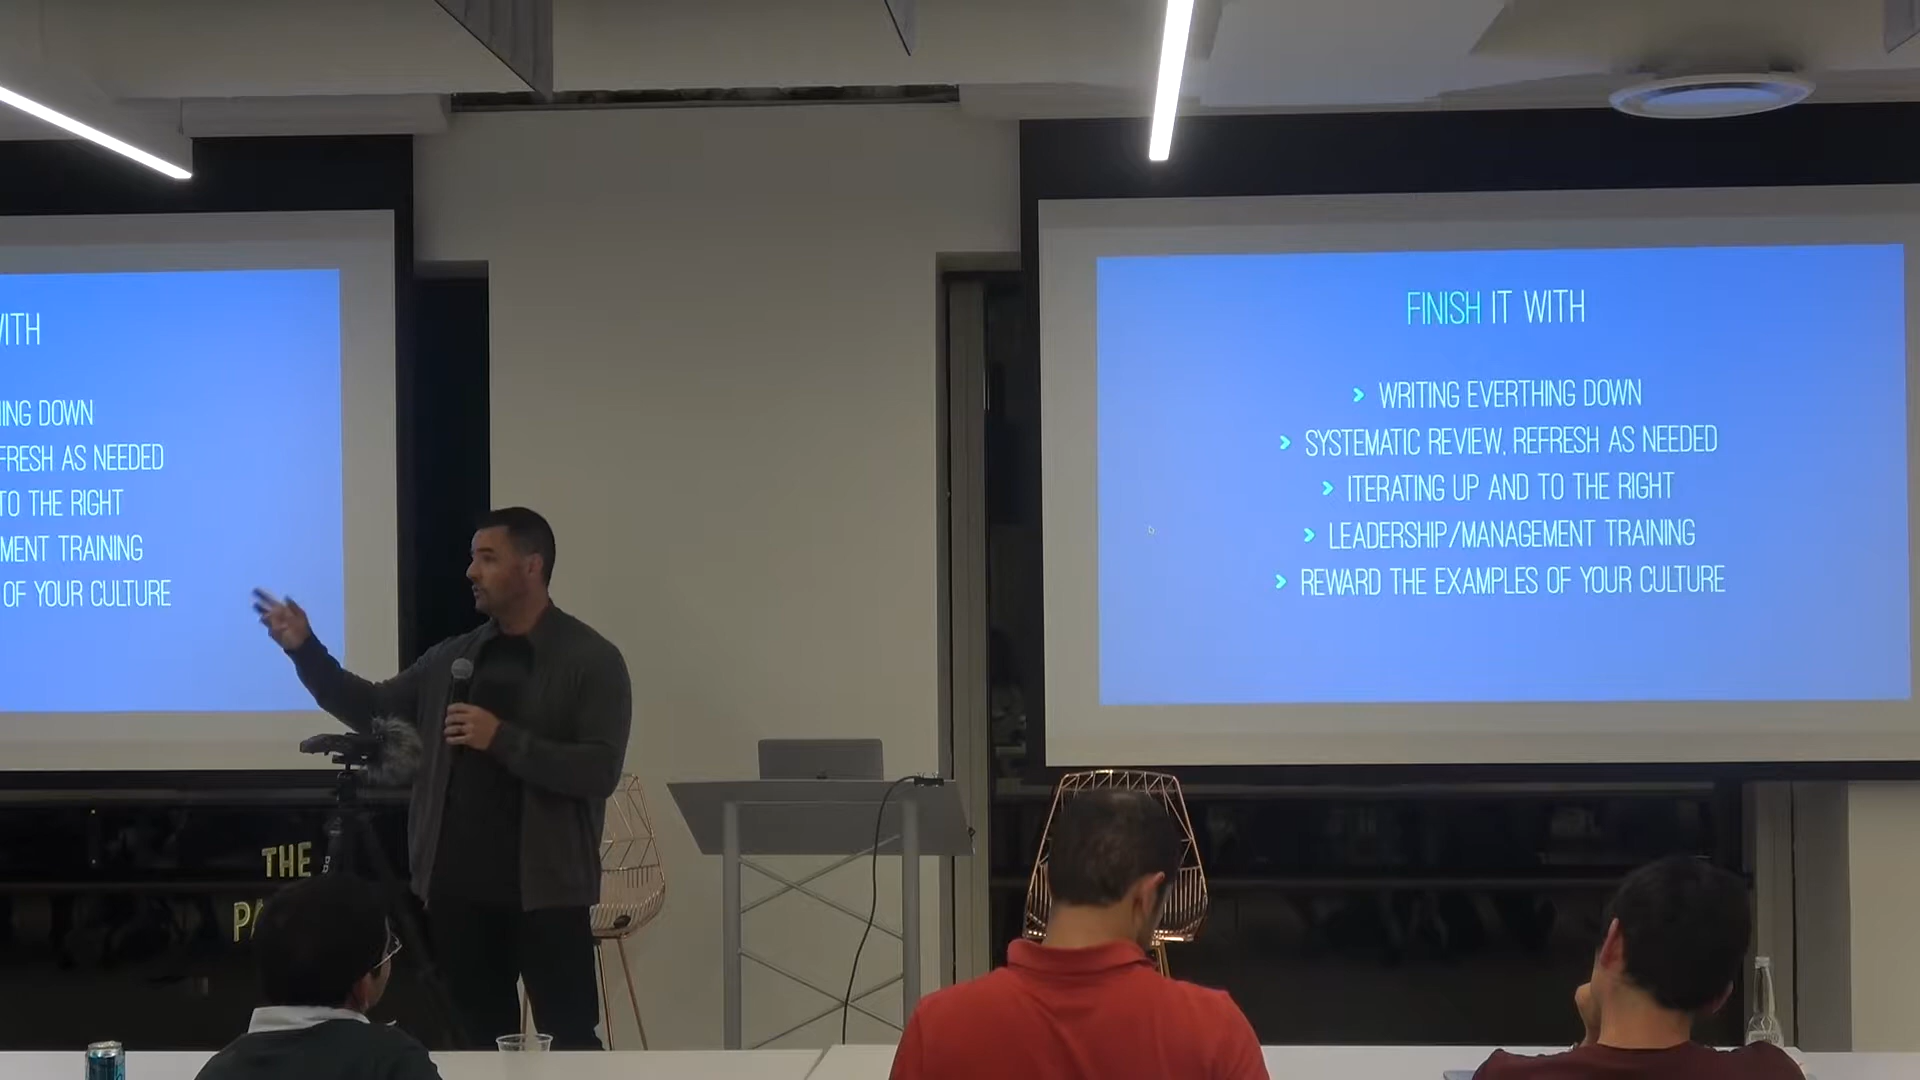 WITH
ING DOWN
FRESH AS NEEDED
TO THE RIGHT
MENT TRAINING
OF YOUR CULTURE
THE
FINISH IT WITH
> WRITING EVERTHING DOWN
> SYSTEMATIC REVIEW, REFRESH AS NEEDED
> ITERATING UP AND TO THE RIGHT
> LEADERSHIP/MANAGEMENT TRAINING
> REWARD THE EXAMPLES OF YOUR CULTURE